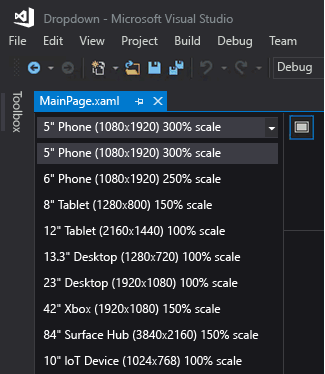 Dropdown - Microsoft Visual Studio
File Edit View Project Build Debug Team
Debug
Toolbox
MainPage.xaml
5" Phone (1080x1920) 300% scale
5" Phone (1080x1920) 300% scale
6" Phone (1080x1920) 250% scale
8" Tablet (1280x800) 150% scale
12" Tablet (2160x1440) 100% scale
13.3" Desktop (1280x720) 100% scale
23" Desktop (1920x1080) 100% scale
42" Xbox (1920x1080) 150% scale
84" Surface Hub (3840x2160) 150% scale
10" IoT Device (1024x768) 100% scale